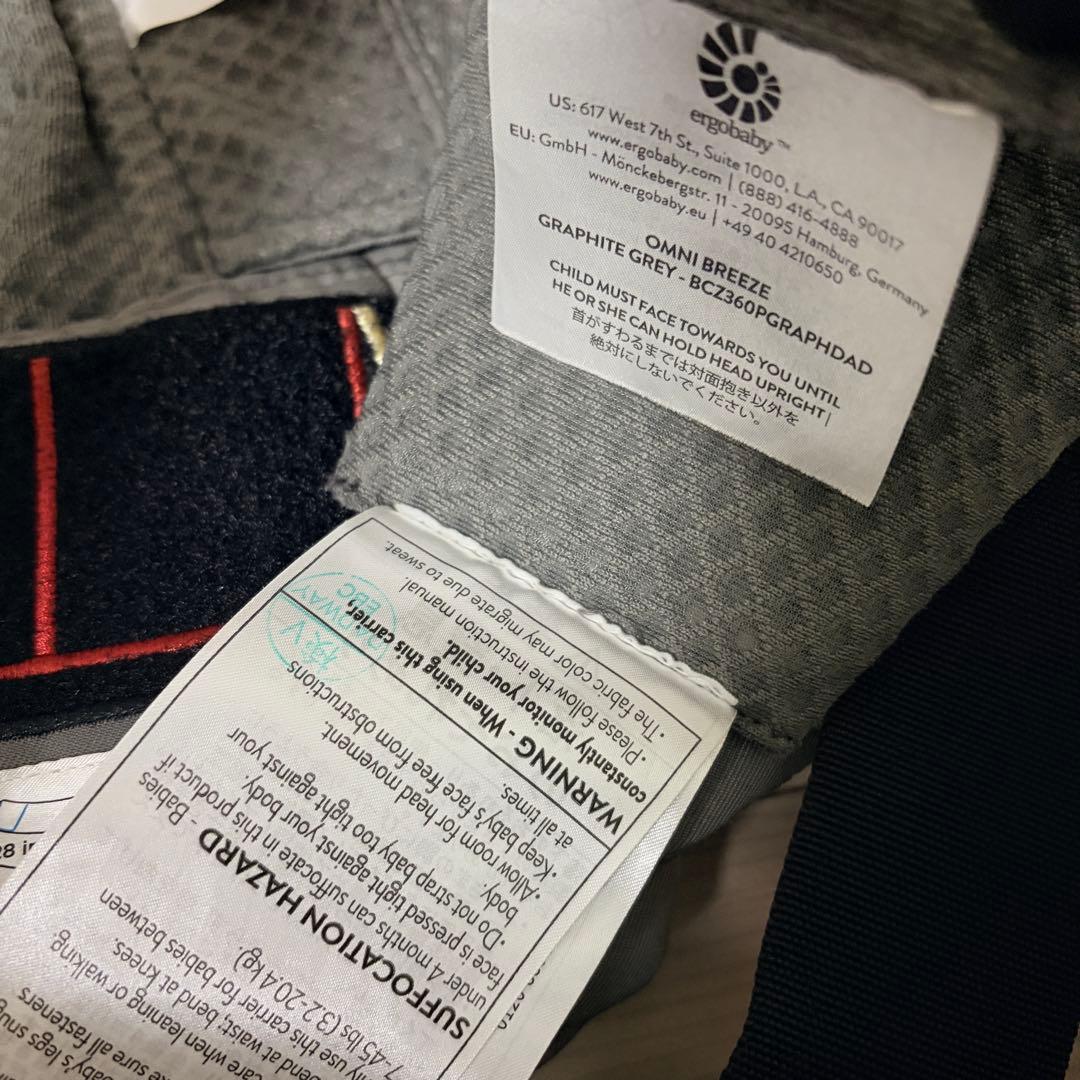 ergobaby™
US: 617 West 7th St., Suite 1000, L.A., CA 90017
www.ergobaby.com | (888) 416-4888
EU: GmbH - Mönckebergstr. 11 - 20095 Hamburg, Germany
www.ergobaby.eu | +49 40 4210650
OMNI BREEZE
GRAPHITE GREY - BCZ360PGRAPHDAD
CHILD MUST FACE TOWARDS YOU UNTIL
HE OR SHE CAN HOLD HEAD UPRIGHT |
首がすわるまでは対面抱き以外を
絶対にしないでください。
sure all fasteners
baby's legs snug
care when leaning or walking
bend at waist; bend at knees.
only use this carrier for babies between
7-45 lbs (3.2-20.4 kg).
SUFFOCATION HAZARD - Babies
under 4 months can suffocate in this product if
face is pressed tight against your body.
•Do not strap baby too tight against your
body.
•Allow room for head movement.
•Keep baby's face free from obstructions
at all times.
WARNING - When using this carrier,
constantly monitor your child.
•Please follow the instruction manual.
•The fabric color may migrate due to sweat.
BROADWAY
EBC
検 V